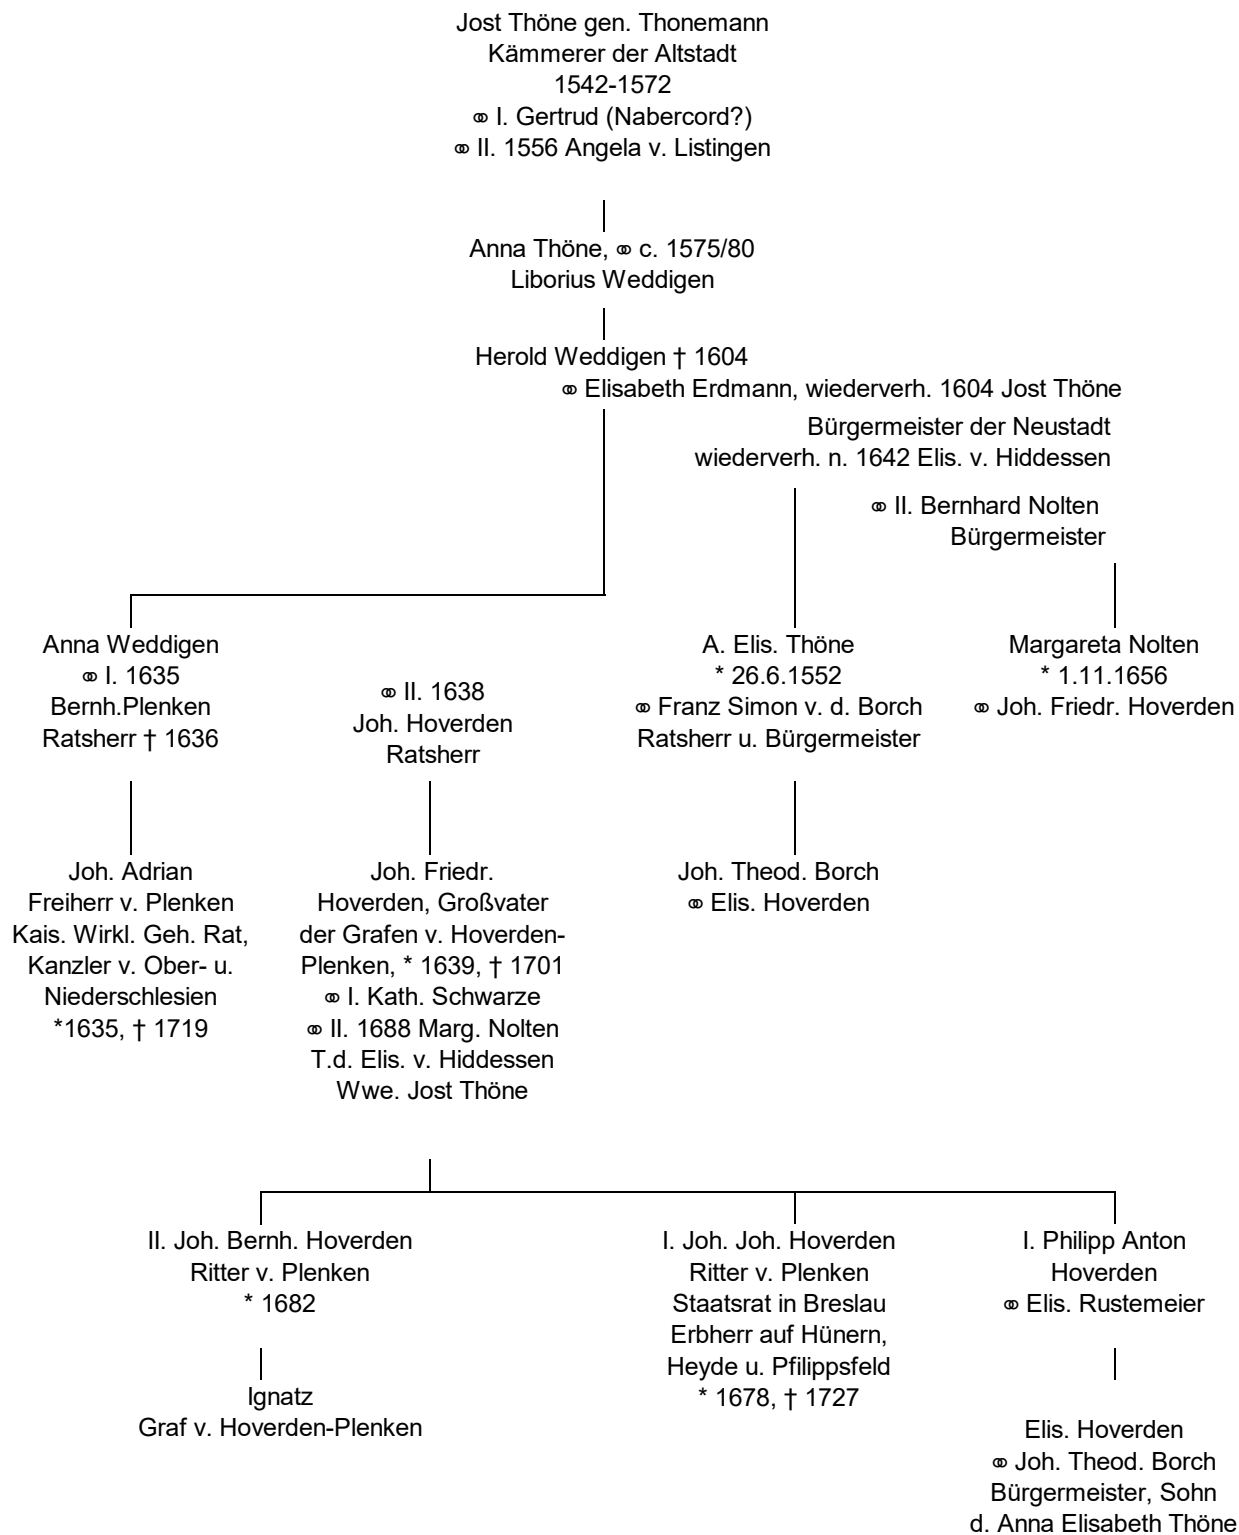 Jost Thöne gen. Thonemann
Kämmerer der Altstadt
1542-1572
⚭ I. Gertrud (Nabercord?)
⚭ II. 1556 Angela v. Listingen
Anna Thöne, ⚭ c. 1575/80
Liborius Weddigen
Herold Weddigen † 1604
⚭ Elisabeth Erdmann, wiederverh. 1604 Jost Thöne
Bürgermeister der Neustadt
wiederverh. n. 1642 Elis. v. Hiddessen
⚭ II. Bernhard Nolten
Bürgermeister
Anna Weddigen
⚭ I. 1635
Bernh.Plenken
Ratsherr † 1636
⚭ II. 1638
Joh. Hoverden
Ratsherr
A. Elis. Thöne
* 26.6.1552
⚭ Franz Simon v. d. Borch
Ratsherr u. Bürgermeister
Margareta Nolten
* 1.11.1656
⚭ Joh. Friedr. Hoverden
Joh. Adrian
Freiherr v. Plenken
Kais. Wirkl. Geh. Rat,
Kanzler v. Ober- u.
Niederschlesien
*1635, † 1719
Joh. Friedr.
Hoverden, Großvater
der Grafen v. Hoverden-
Plenken, * 1639, † 1701
⚭ I. Kath. Schwarze
⚭ II. 1688 Marg. Nolten
T.d. Elis. v. Hiddessen
Wwe. Jost Thöne
Joh. Theod. Borch
⚭ Elis. Hoverden
II. Joh. Bernh. Hoverden
Ritter v. Plenken
* 1682
Ignatz
Graf v. Hoverden-Plenken
I. Joh. Joh. Hoverden
Ritter v. Plenken
Staatsrat in Breslau
Erbherr auf Hünern,
Heyde u. Pfilippsfeld
* 1678, † 1727
I. Philipp Anton
Hoverden
⚭ Elis. Rustemeier
Elis. Hoverden
⚭ Joh. Theod. Borch
Bürgermeister, Sohn
d. Anna Elisabeth Thöne